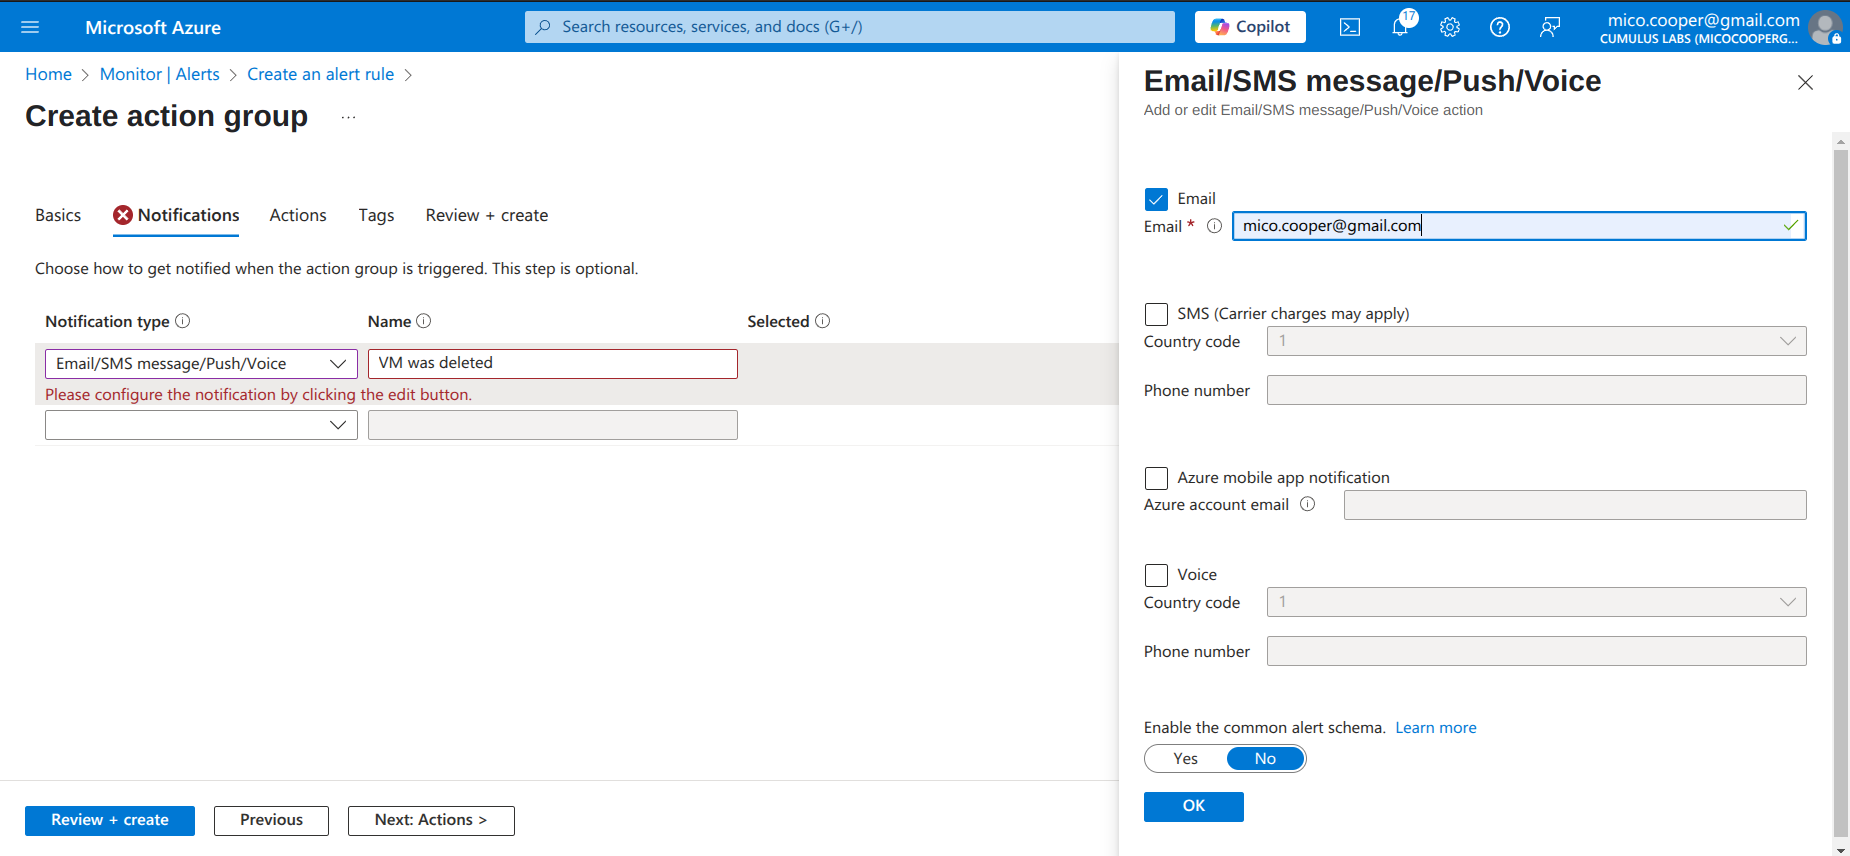 Microsoft Azure
Search resources, services, and docs (G+/)
Copilot
17
mico.cooper@gmail.com
CUMULUS LABS (MICOCOOPERG...
Home > Monitor | Alerts > Create an alert rule >
Create action group ...
Basics
Notifications
Actions
Tags
Review + create
Choose how to get notified when the action group is triggered. This step is optional.
Notification type
Name
Selected
Email/SMS message/Push/Voice
VM was deleted
Please configure the notification by clicking the edit button.
Review + create
Previous
Next: Actions >
Email/SMS message/Push/Voice
Add or edit Email/SMS message/Push/Voice action
Email
Email *
mico.cooper@gmail.com
SMS (Carrier charges may apply)
Country code
1
Phone number
Azure mobile app notification
Azure account email
Voice
Country code
1
Phone number
Enable the common alert schema. Learn more
Yes
No
OK